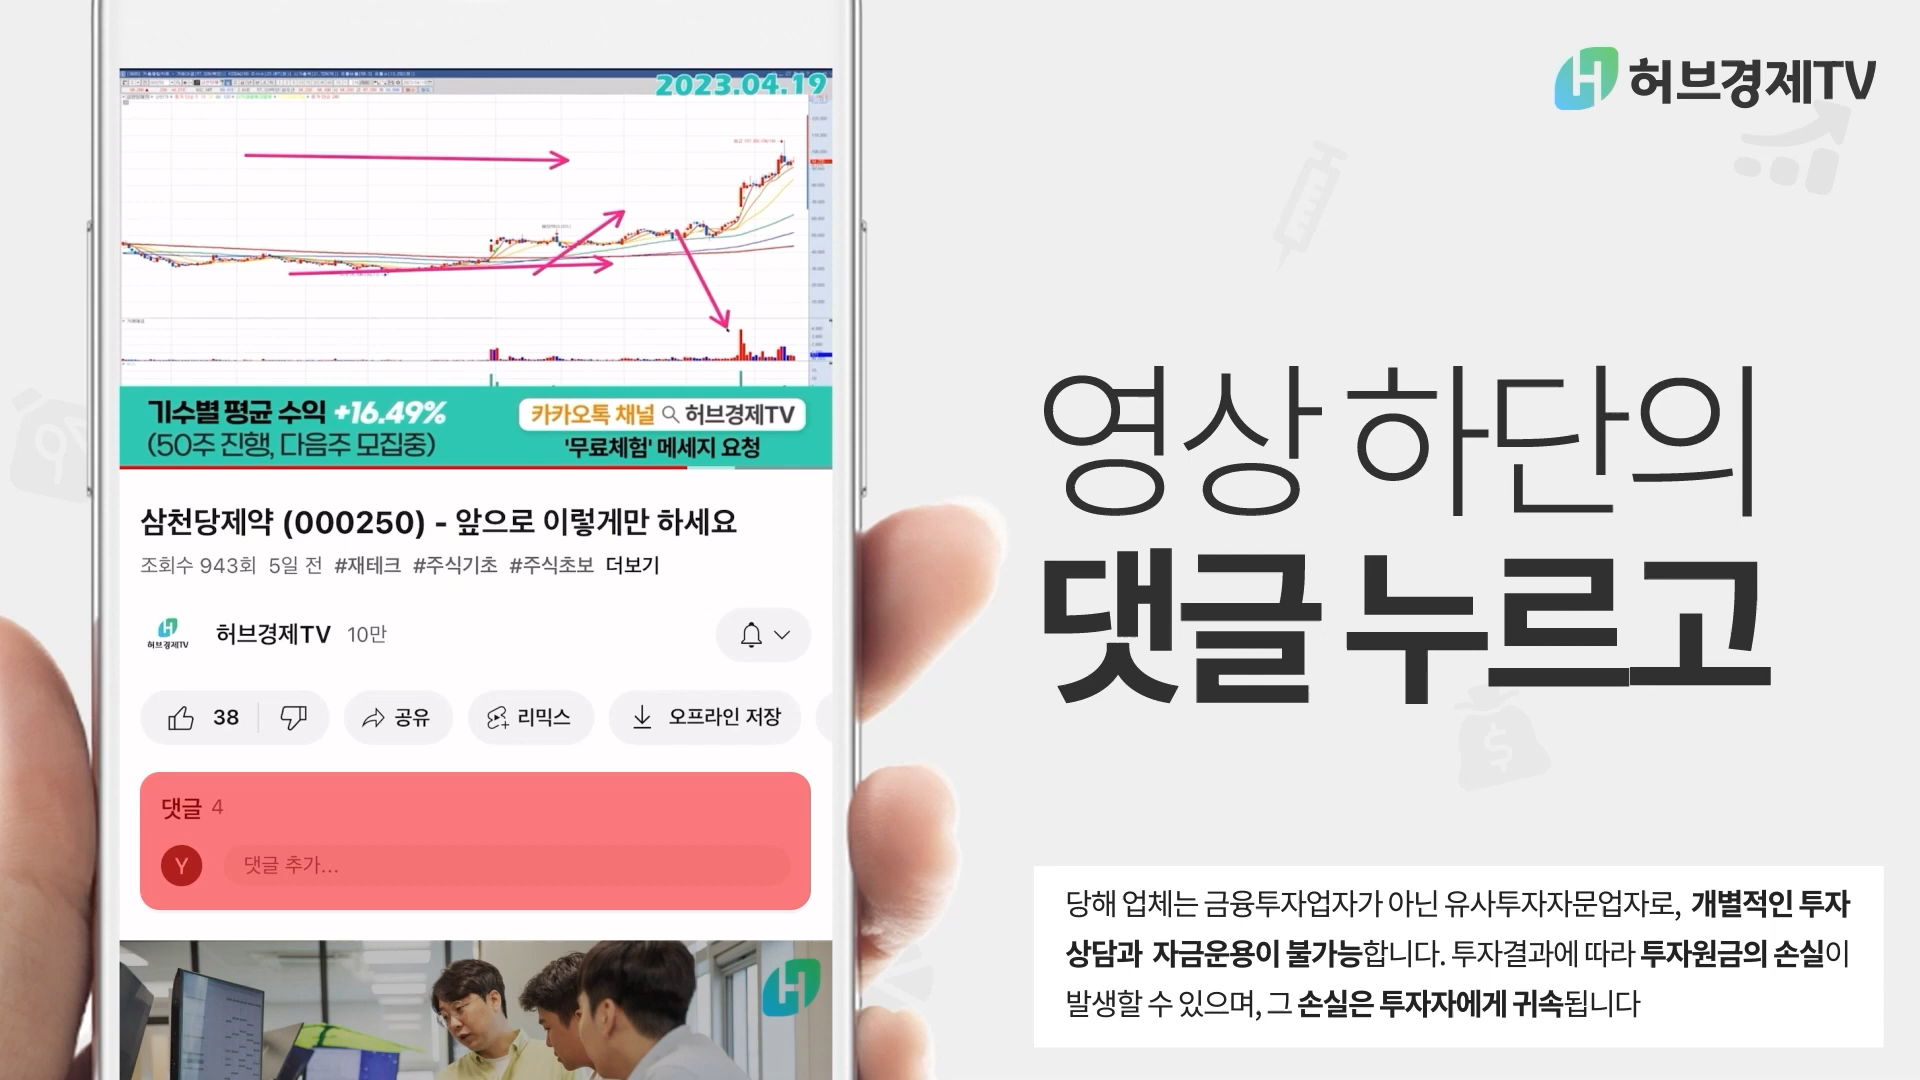 2023.04.19
허브경제TV
기수별 평균 수익 +16.49%
(50주 진행, 다음주 모집중)
카카오톡 채널 허브경제TV
'무료체험' 메세지 요청
삼천당제약 (000250) - 앞으로 이렇게만 하세요
조회수 943회 5일 전 #재테크 #주식기초 #주식초보 더보기
허브경제TV
허브경제TV 10만
38
공유
리믹스
오프라인 저장
댓글 4
Y
댓글 추가...
영상 하단의
댓글 누르고
당해 업체는 금융투자업자가 아닌 유사투자자문업자로, 개별적인 투자
상담과 자금운용이 불가능합니다. 투자결과에 따라 투자원금의 손실이
발생할 수 있으며, 그 손실은 투자자에게 귀속됩니다